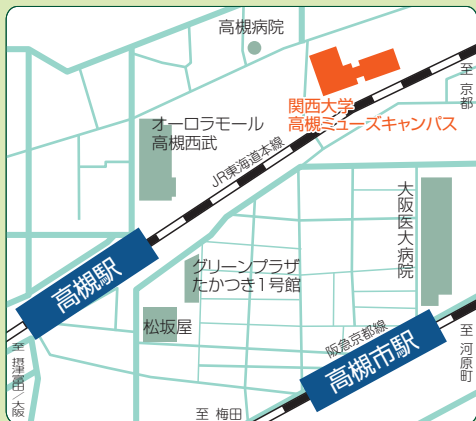 高槻病院
至 京都
関西大学
高槻ミューズキャンパス
オーロラモール
高槻西武
JR東海道本線
大阪医大病院
グリーンプラザ
たかつき1号館
高槻駅
松坂屋
阪急京都線
高槻市駅
至 河原町
至 摂津富田/大阪
至 梅田